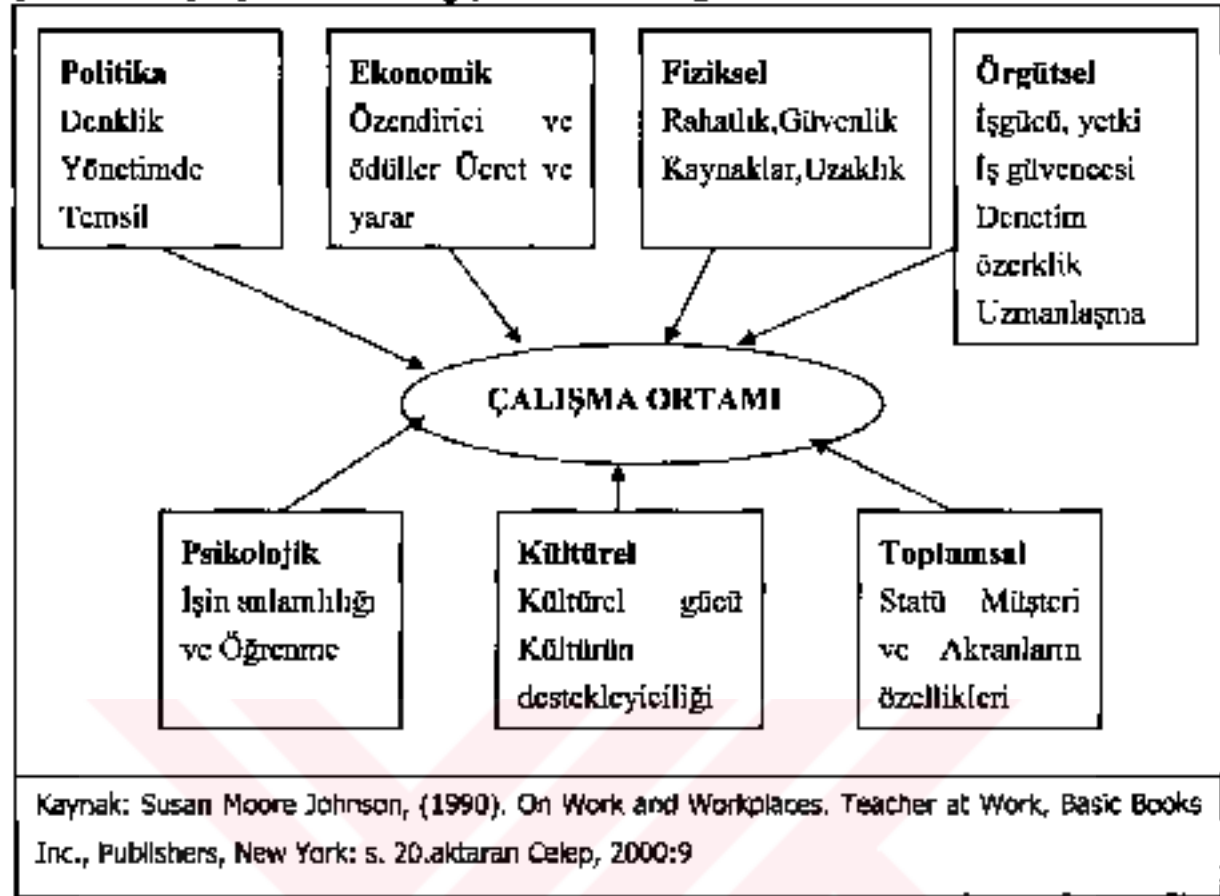 Politika
Denklik
Yönetimde
Temsil
Ekonomik
Özendirici ve
ödüller Ücret ve
yarar
Fiziksel
Rahatlık,Güvenlik
Kaynaklar,Uzaklık
Örgütsel
İşgücü, yetki
İş güvencesi
Denetim
özerklik
Uzmanlaşma
ÇALIŞMA ORTAMI
Psikolojik
İşin anlamlılığı
ve Öğrenme
Kültürel
Kültürel gücü
Kültürün
destekleyiciliği
Toplumsal
Statü Müşteri
ve Akranların
özellikleri
Kaynak: Susan Moore Johnson, (1990). On Work and Workplaces. Teacher at Work, Basic Books
Inc., Publishers, New York: s. 20.aktaran Celep, 2000:9